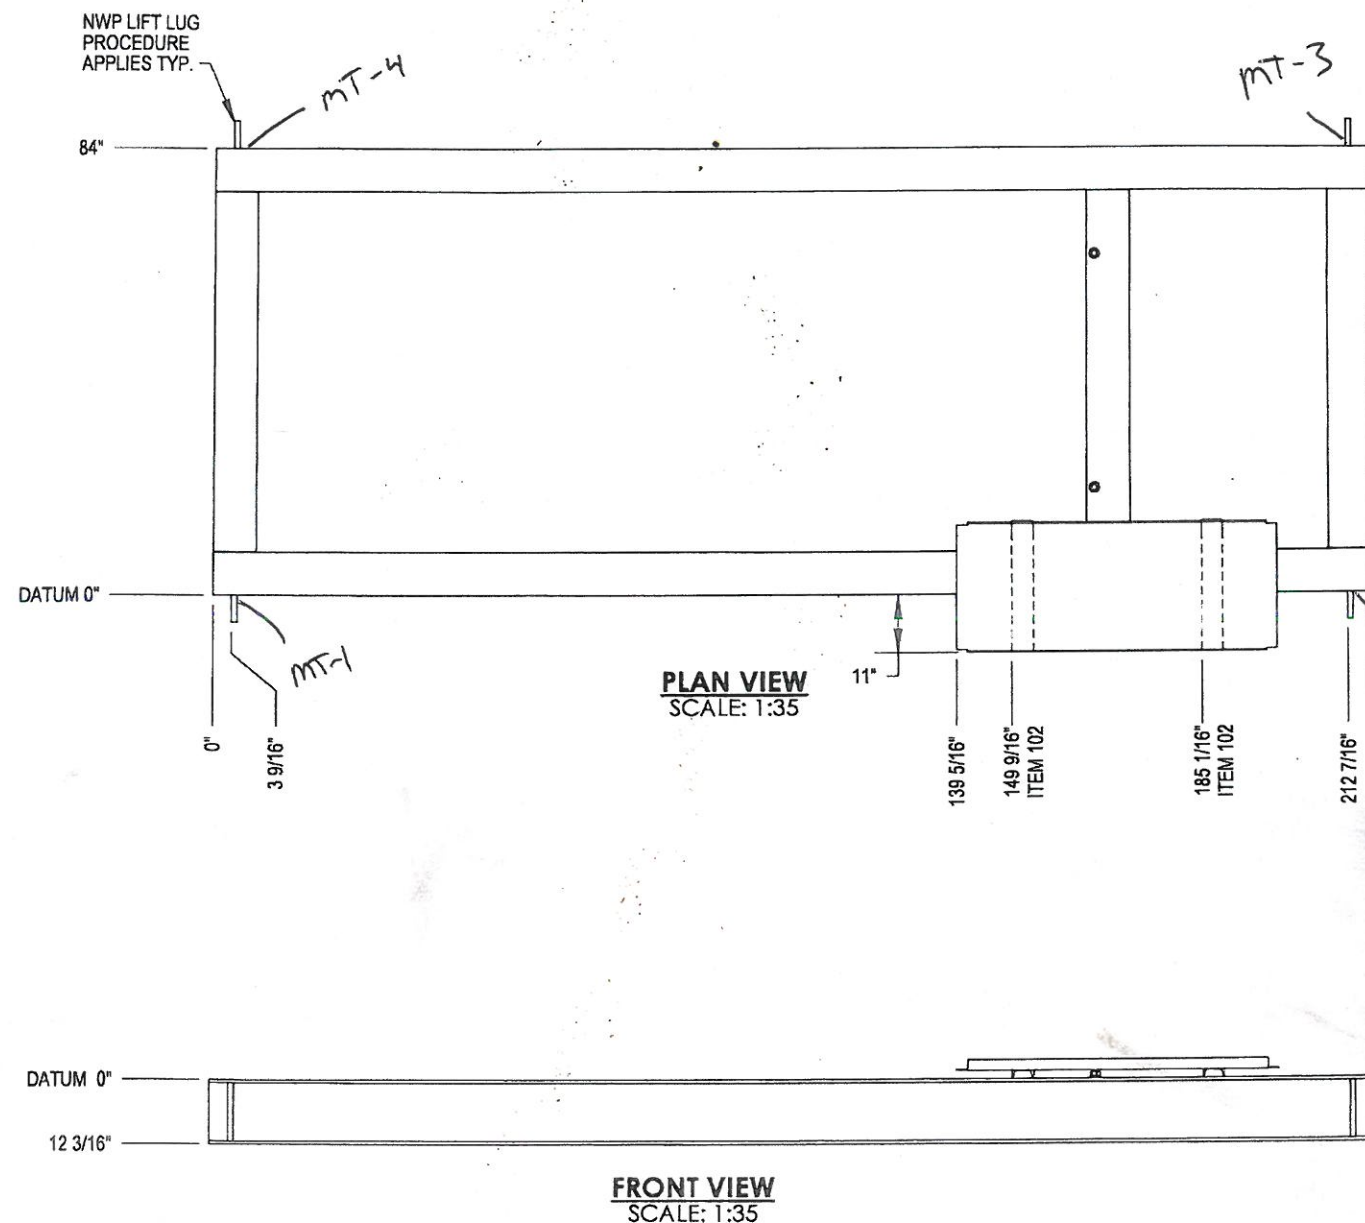 NWP LIFT LUG
PROCEDURE
APPLIES TYP.
mT-4
mT-3
84"
DATUM 0"
mT-1
11"
PLAN VIEW
SCALE: 1:35
0"
3 9/16"
139 5/16"
149 9/16"
ITEM 102
185 1/16"
ITEM 102
212 7/16"
DATUM 0"
12 3/16"
FRONT VIEW
SCALE: 1:35